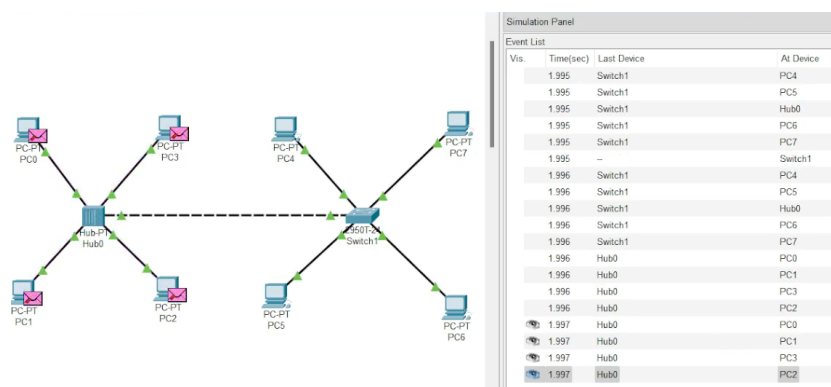 Simulation Panel
Event List
Vis. Time(sec) Last Device At Device
1.995 Switch1 PC4
1.995 Switch1 PC5
1.995 Switch1 Hub0
1.995 Switch1 PC6
1.995 Switch1 PC7
1.995 -- Switch1
1.996 Switch1 PC4
1.996 Switch1 PC5
1.996 Switch1 Hub0
1.996 Switch1 PC6
1.996 Switch1 PC7
1.996 Hub0 PC0
1.996 Hub0 PC1
1.996 Hub0 PC3
1.996 Hub0 PC2
1.997 Hub0 PC0
1.997 Hub0 PC1
1.997 Hub0 PC3
1.997 Hub0 PC2
PC-PT
PC0
PC-PT
PC3
PC-PT
PC4
PC-PT
PC7
Hub-PT
Hub0
2950T-24
Switch1
PC-PT
PC1
PC-PT
PC2
PC-PT
PC5
PC-PT
PC6